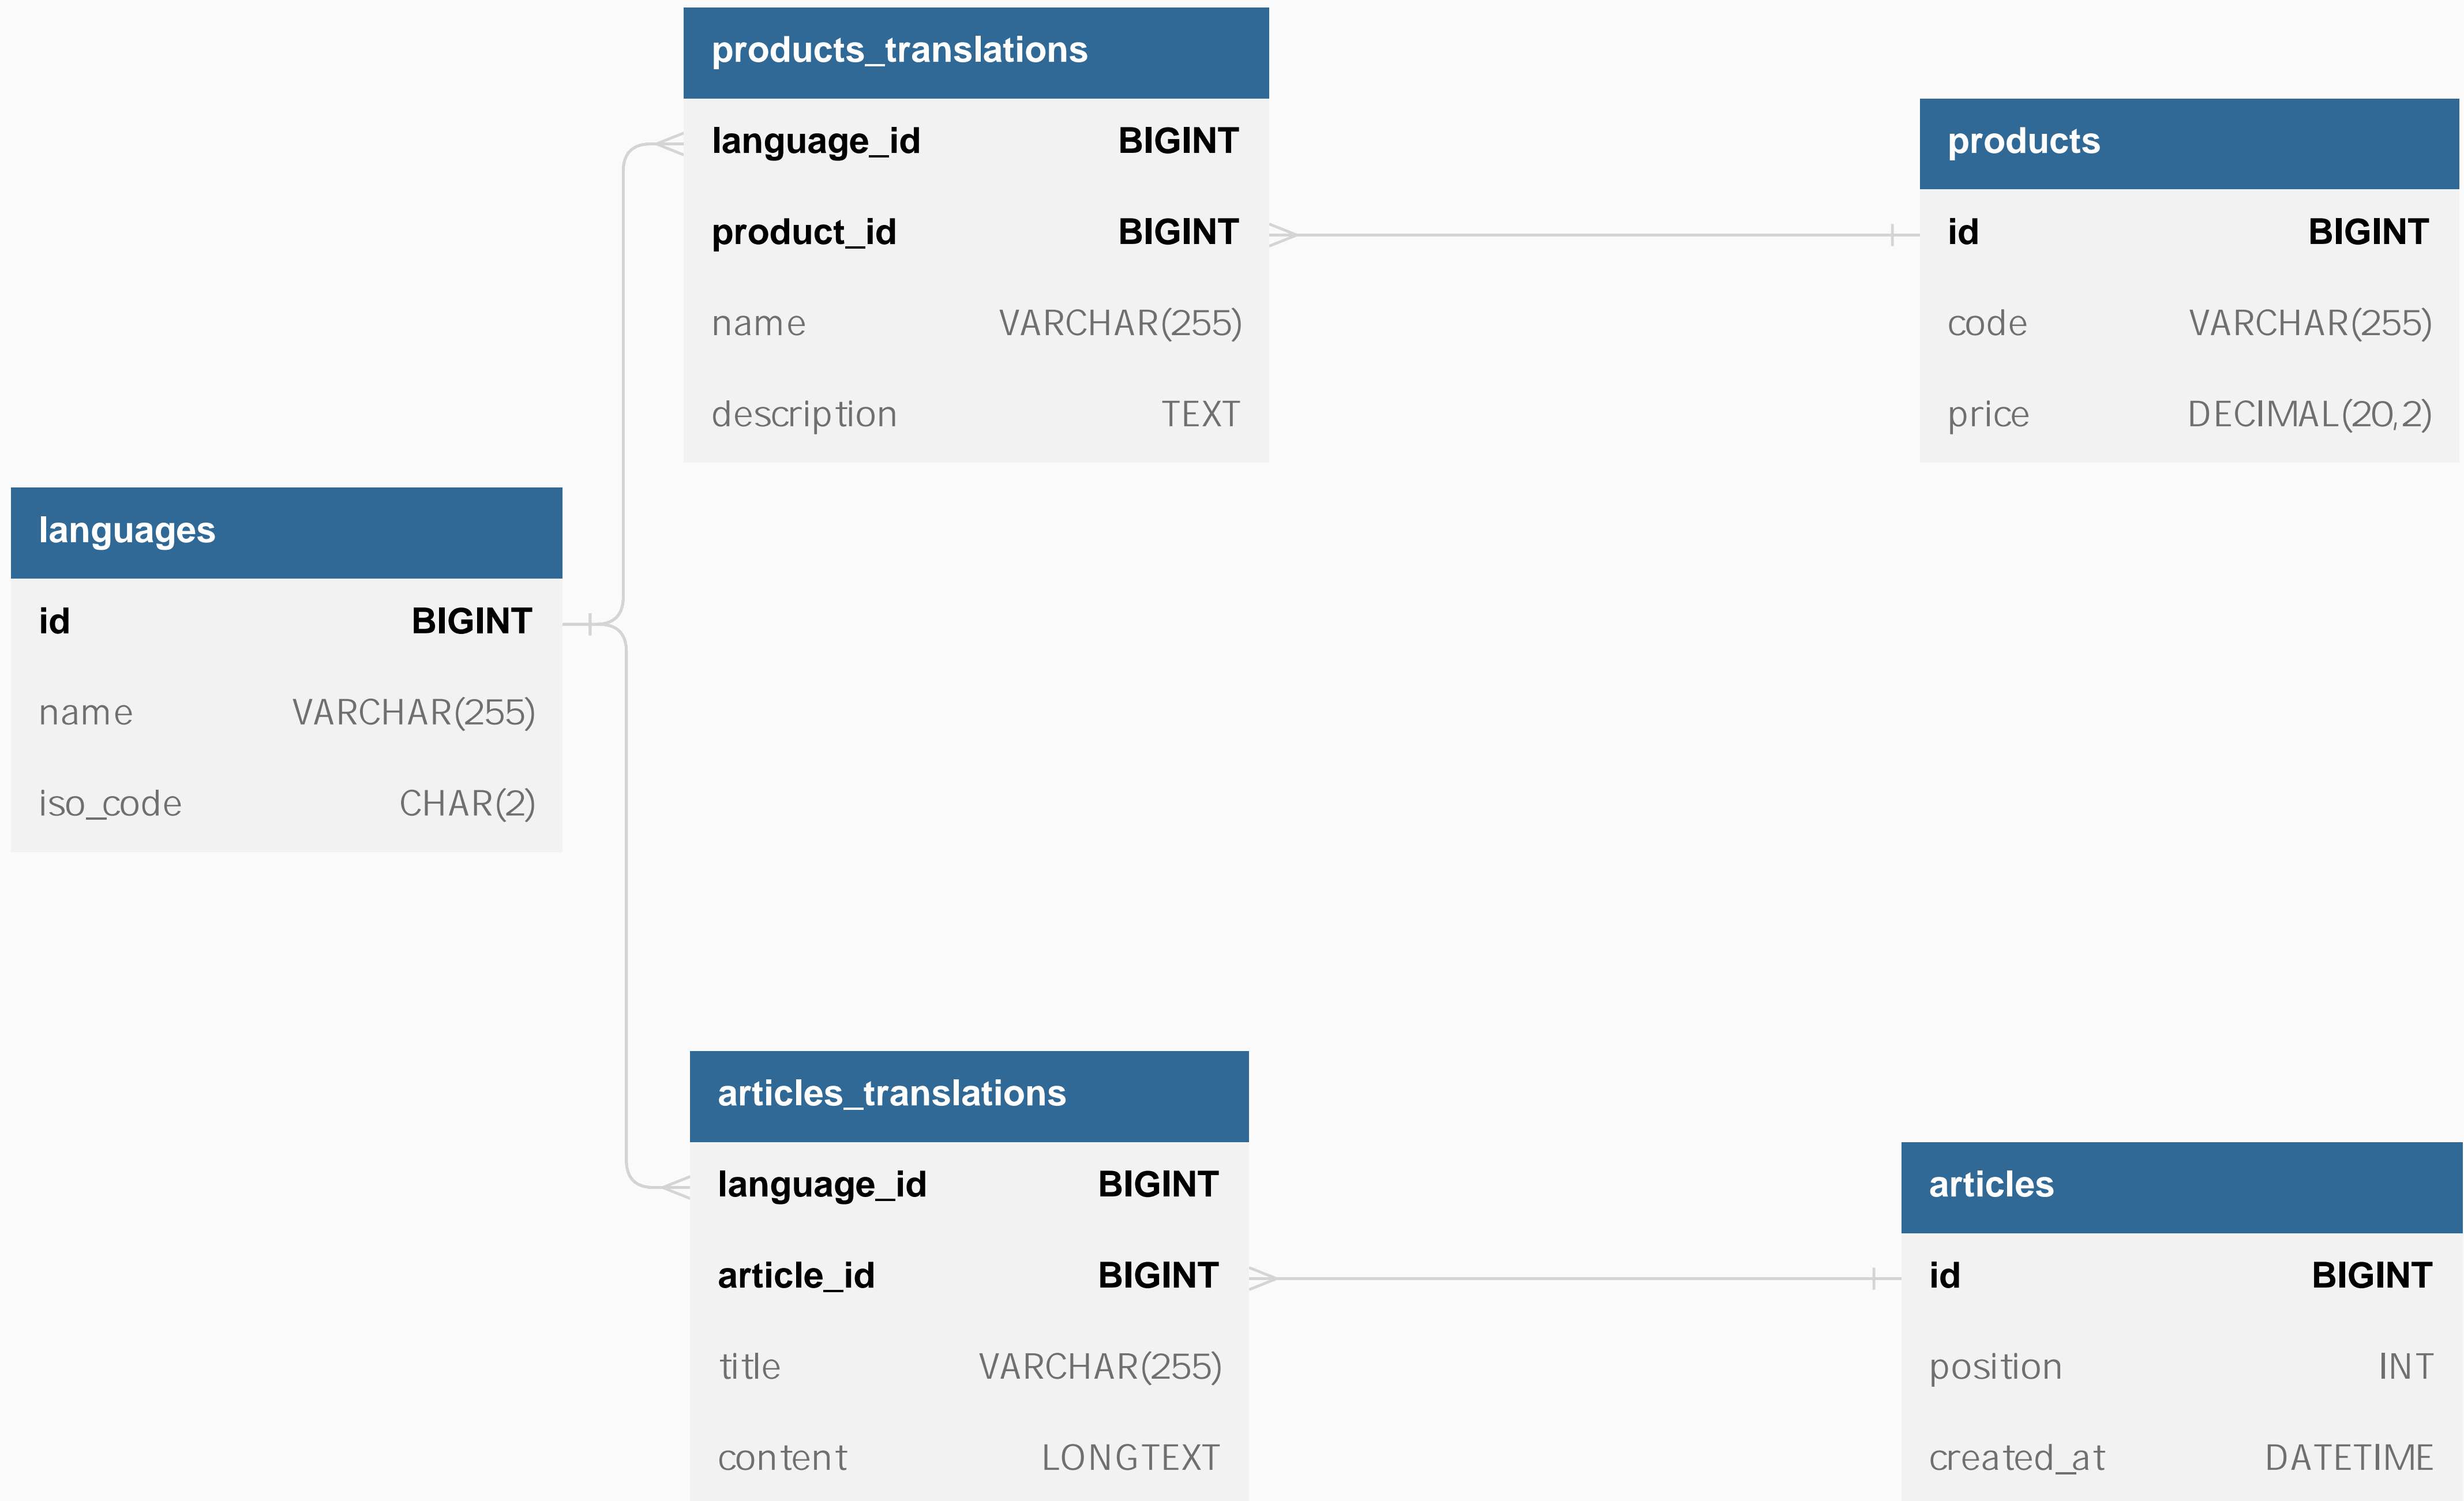 products_translations
language_id BIGINT
product_id BIGINT
name VARCHAR(255)
description TEXT
products
id BIGINT
code VARCHAR(255)
price DECIMAL(20,2)
languages
id BIGINT
name VARCHAR(255)
iso_code CHAR(2)
articles_translations
language_id BIGINT
article_id BIGINT
title VARCHAR(255)
content LONGTEXT
articles
id BIGINT
position INT
created_at DATETIME